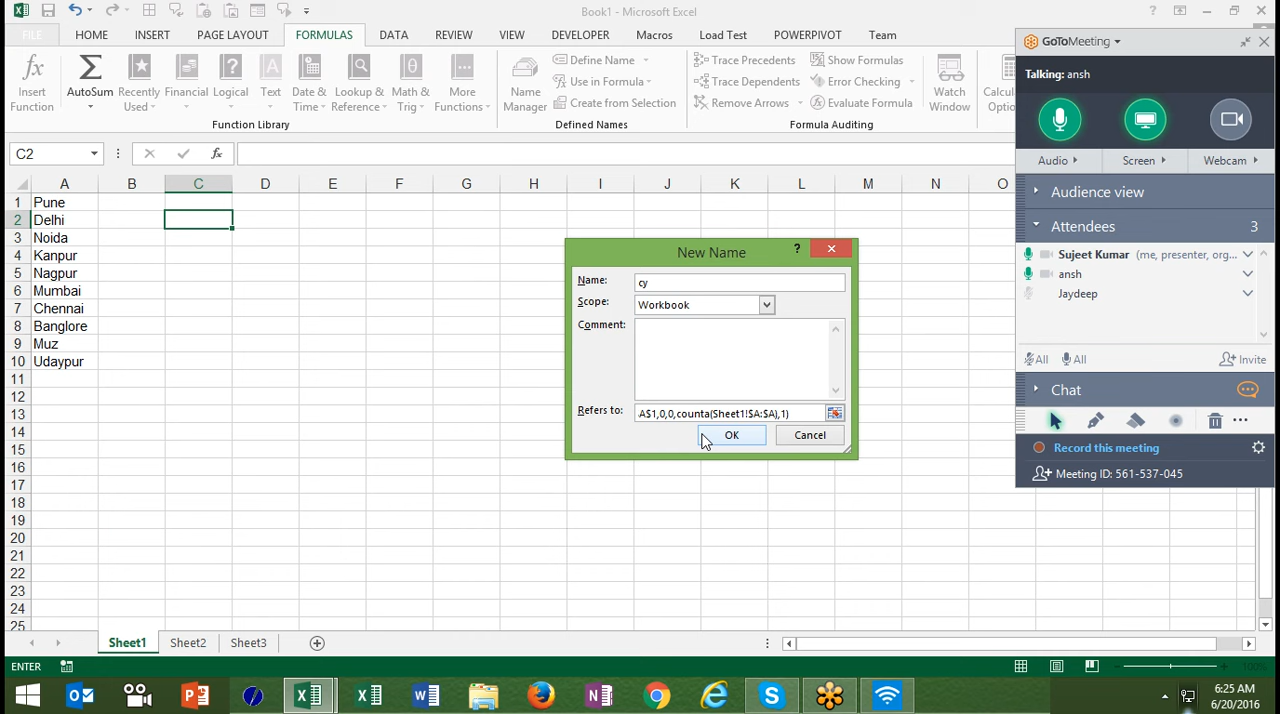 Book1 - Microsoft Excel
FILE
HOME
INSERT
PAGE LAYOUT
FORMULAS
DATA
REVIEW
VIEW
DEVELOPER
Macros
Load Test
POWERPIVOT
Team
Insert Function
AutoSum
Recently Used
Financial
Logical
Text
Date & Time
Lookup & Reference
Math & Trig
More Functions
Function Library
Name Manager
Define Name
Use in Formula
Create from Selection
Defined Names
Trace Precedents
Trace Dependents
Remove Arrows
Show Formulas
Error Checking
Evaluate Formula
Formula Auditing
Watch Window
C2
A B C D E F G H I J K L M N O
1 Pune
2 Delhi
3 Noida
4 Kanpur
5 Nagpur
6 Mumbai
7 Chennai
8 Banglore
9 Muz
10 Udaypur
11
12
13
14
15
16
17
18
19
20
21
22
23
24
25
New Name
Name: cy
Scope: Workbook
Comment:
Refers to: A$1,0,0,counta(Sheet1!$A:$A),1)
OK
Cancel
GoToMeeting
Talking: ansh
Audio
Screen
Webcam
Audience view
Attendees 3
Sujeet Kumar (me, presenter, org...
ansh
Jaydeep
All
All
Invite
Chat
Record this meeting
Meeting ID: 561-537-045
Sheet1
Sheet2
Sheet3
ENTER
100%
6:25 AM
6/20/2016